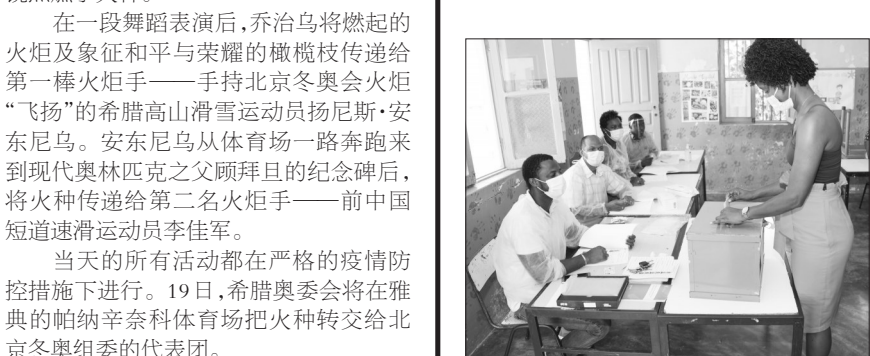 在一段舞蹈表演后,乔治乌将燃起的
火炬及象征和平与荣耀的橄榄枝传递给
第一棒火炬手——手持北京冬奥会火炬
“飞扬”的希腊高山滑雪运动员扬尼斯·安
东尼乌。安东尼乌从体育场一路奔跑来
到现代奥林匹克之父顾拜旦的纪念碑后,
将火种传递给第二名火炬手——前中国
短道速滑运动员李佳军。
当天的所有活动都在严格的疫情防
控措施下进行。19日,希腊奥委会将在雅
典的帕纳辛奈科体育场把火种转交给北
京冬奥组委的代表团。